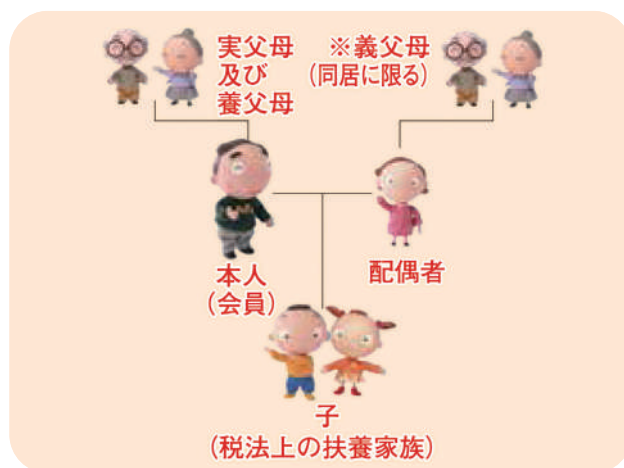 実父母
及び
養父母
※義父母
(同居に限る)
本人
(会員)
配偶者
子
(税法上の扶養家族)